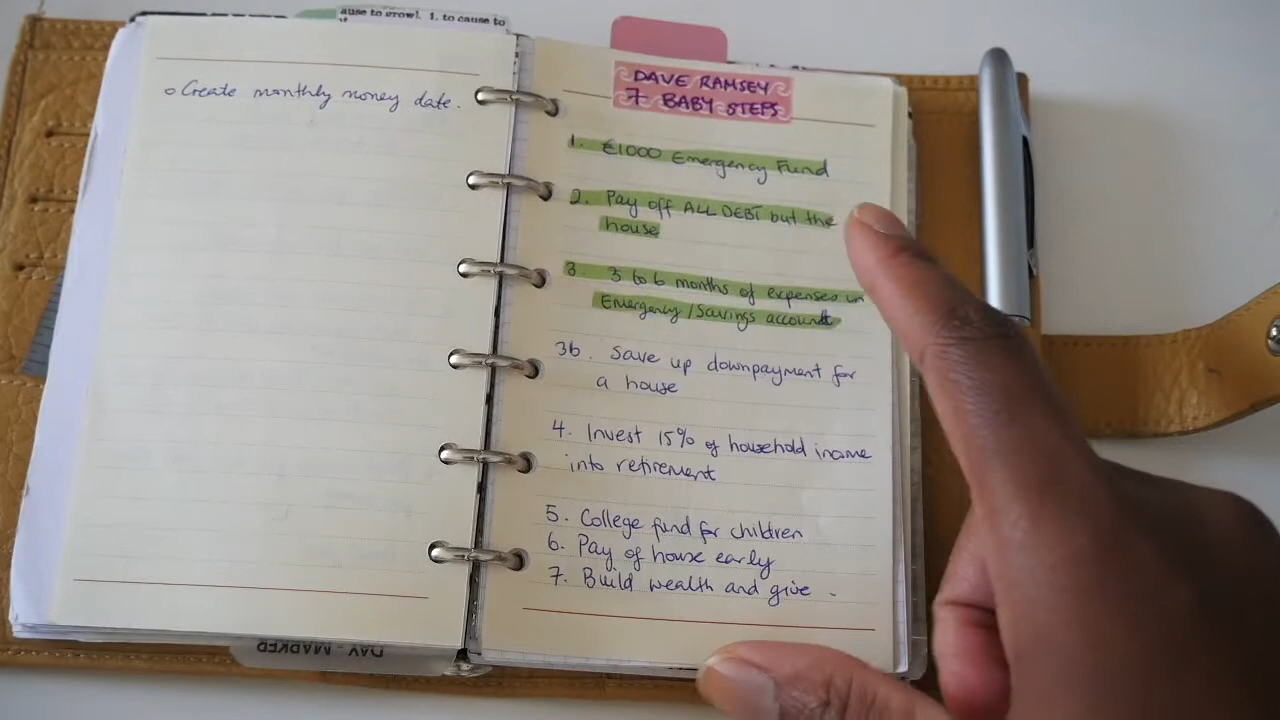 ause to growl. 1. to cause to
o Create monthly money date.
DAVE RAMSEY
7 BABY STEPS
1. €1000 Emergency Fund
2. Pay off ALL DEBT but the
house
3. 3 to 6 months of expenses in
Emergency/Savings account
3b. Save up downpayment for
a house
4. Invest 15% of household income
into retirement
5. College fund for children
6. Pay of house early
7. Build wealth and give.
DAY-MARKED